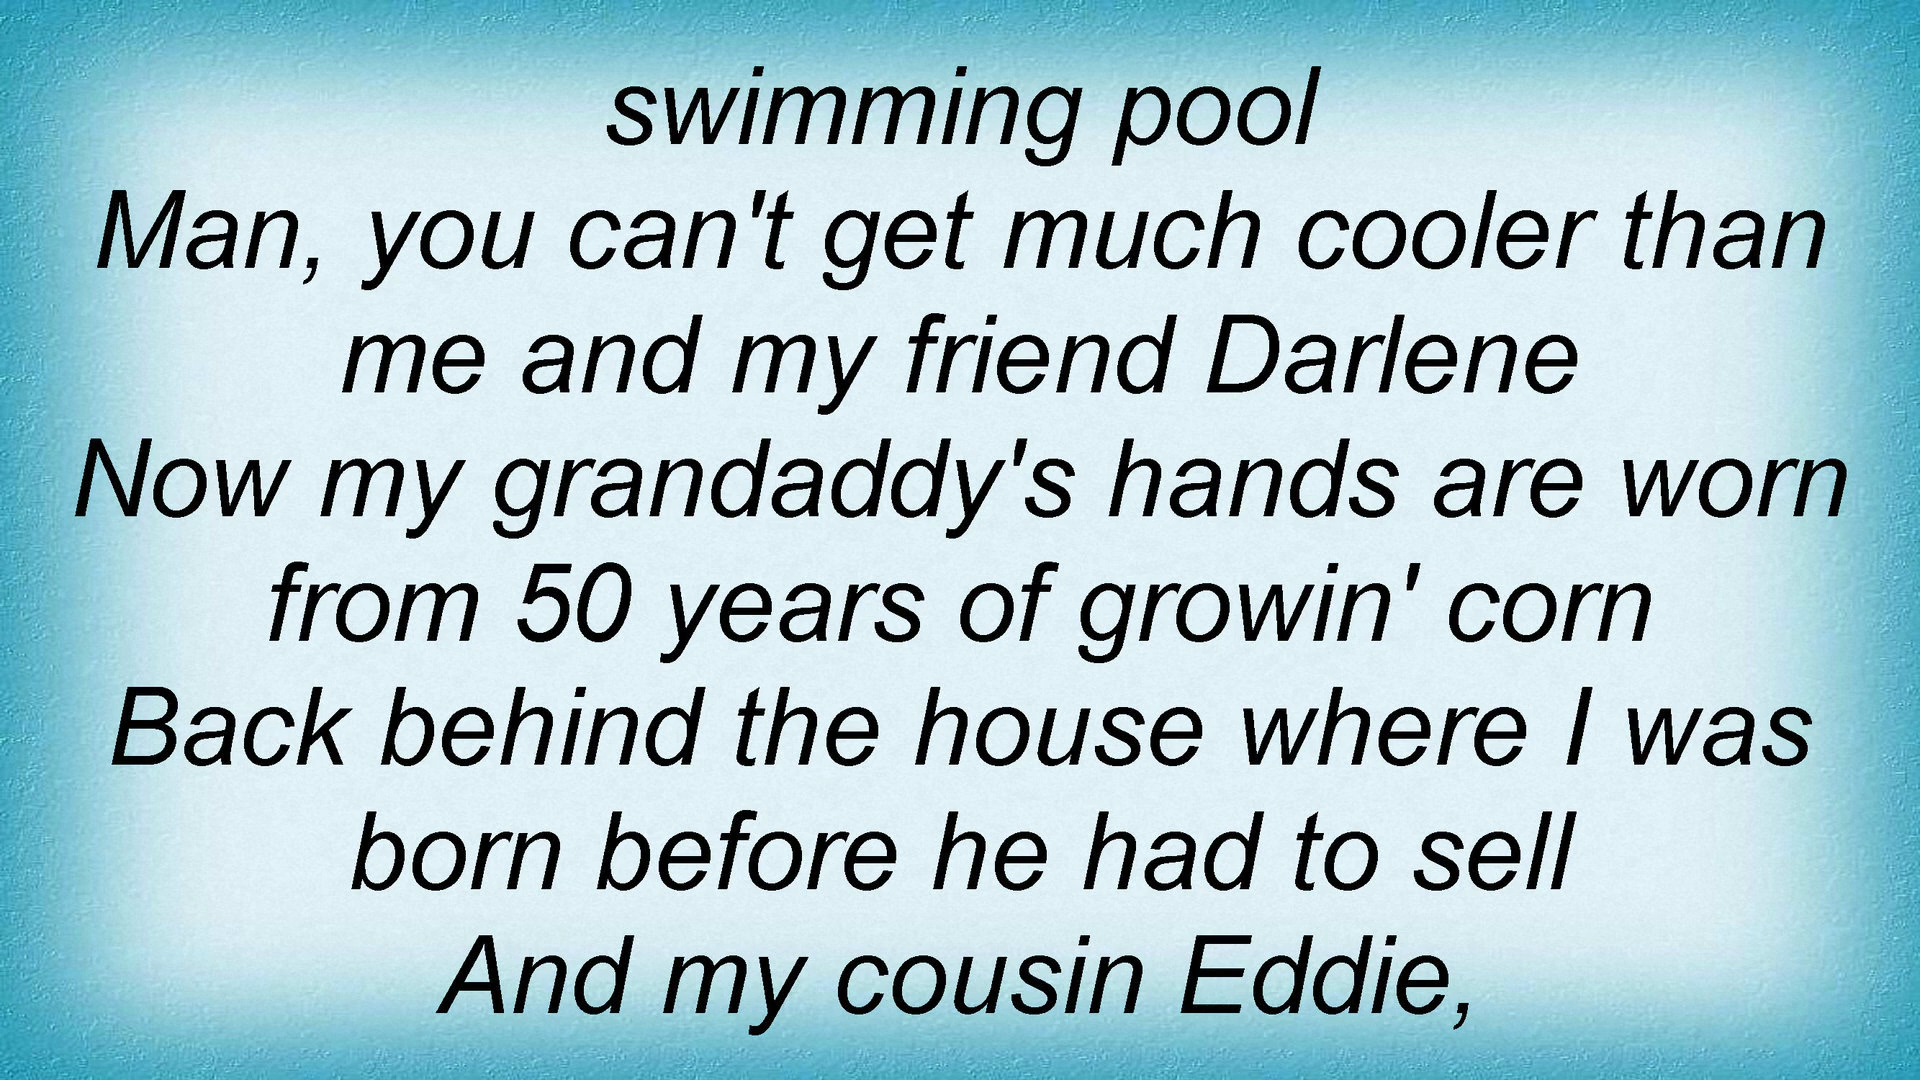 swimming pool
Man, you can't get much cooler than
me and my friend Darlene
Now my grandaddy's hands are worn
from 50 years of growin' corn
Back behind the house where I was
born before he had to sell
And my cousin Eddie,